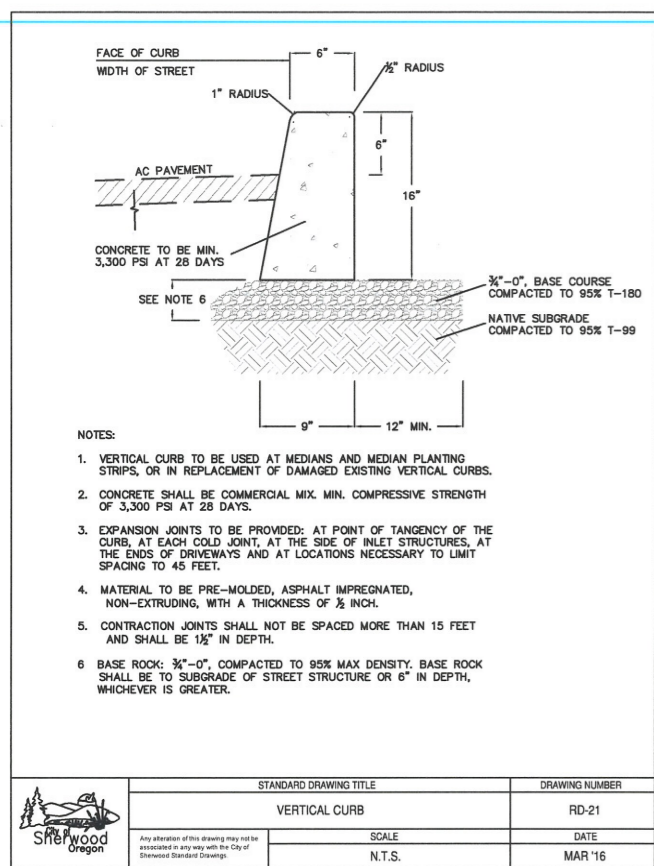 FACE OF CURB
WIDTH OF STREET
6"
½" RADIUS
1" RADIUS
6"
AC PAVEMENT
16"
CONCRETE TO BE MIN.
3,300 PSI AT 28 DAYS
SEE NOTE 6
¾"-0", BASE COURSE
COMPACTED TO 95% T-180
NATIVE SUBGRADE
COMPACTED TO 95% T-99
9"
12" MIN.
NOTES:
1. VERTICAL CURB TO BE USED AT MEDIANS AND MEDIAN PLANTING
STRIPS, OR IN REPLACEMENT OF DAMAGED EXISTING VERTICAL CURBS.
2. CONCRETE SHALL BE COMMERCIAL MIX. MIN. COMPRESSIVE STRENGTH
OF 3,300 PSI AT 28 DAYS.
3. EXPANSION JOINTS TO BE PROVIDED: AT POINT OF TANGENCY OF THE
CURB, AT EACH COLD JOINT, AT THE SIDE OF INLET STRUCTURES, AT
THE ENDS OF DRIVEWAYS AND AT LOCATIONS NECESSARY TO LIMIT
SPACING TO 45 FEET.
4. MATERIAL TO BE PRE-MOLDED, ASPHALT IMPREGNATED,
NON-EXTRUDING, WITH A THICKNESS OF ½ INCH.
5. CONTRACTION JOINTS SHALL NOT BE SPACED MORE THAN 15 FEET
AND SHALL BE 1½" IN DEPTH.
6 BASE ROCK: ¾"-0", COMPACTED TO 95% MAX DENSITY. BASE ROCK
SHALL BE TO SUBGRADE OF STREET STRUCTURE OR 6" IN DEPTH,
WHICHEVER IS GREATER.
City of
Sherwood
Oregon
STANDARD DRAWING TITLE
VERTICAL CURB
DRAWING NUMBER
RD-21
Any alteration of this drawing may not be
associated in any way with the City of
Sherwood Standard Drawings
SCALE
N.T.S.
DATE
MAR '16